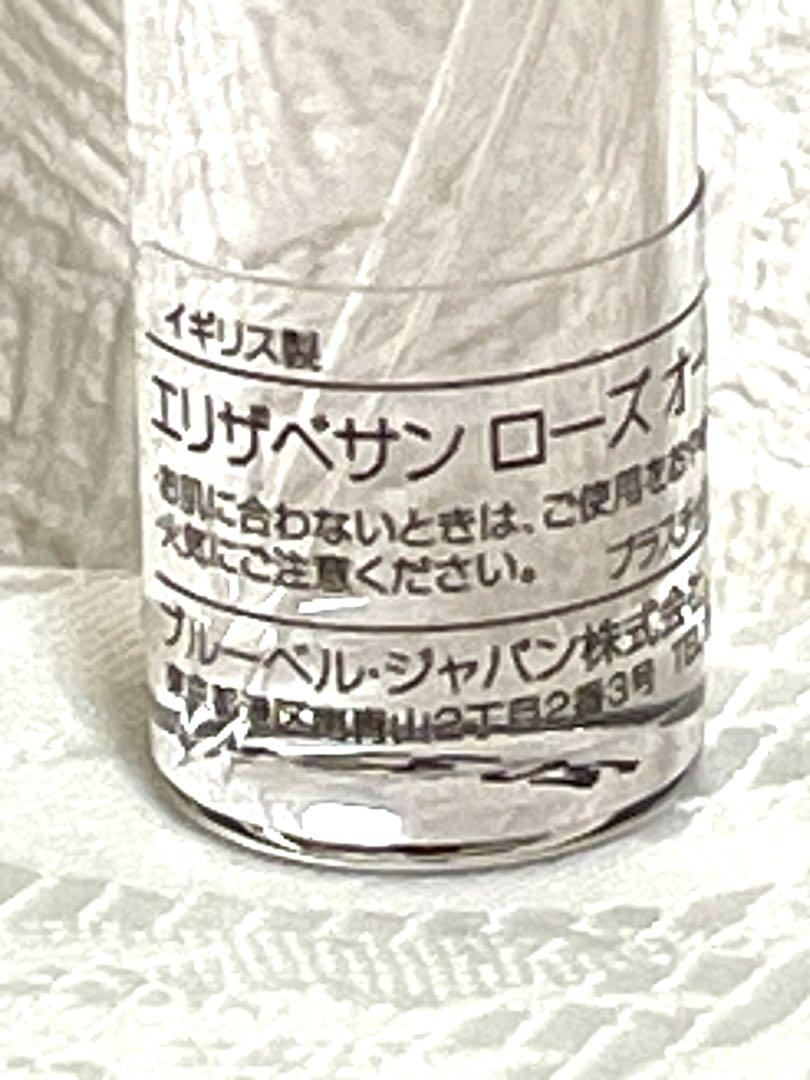 イギリス製
エリザベサン ローズ オー
お肌に合わないときは、ご使用をお
火気にご注意ください。 プラスチ
ブルーベル・ジャパン株式会
東京都港区南青山2丁目2番3号 TEL